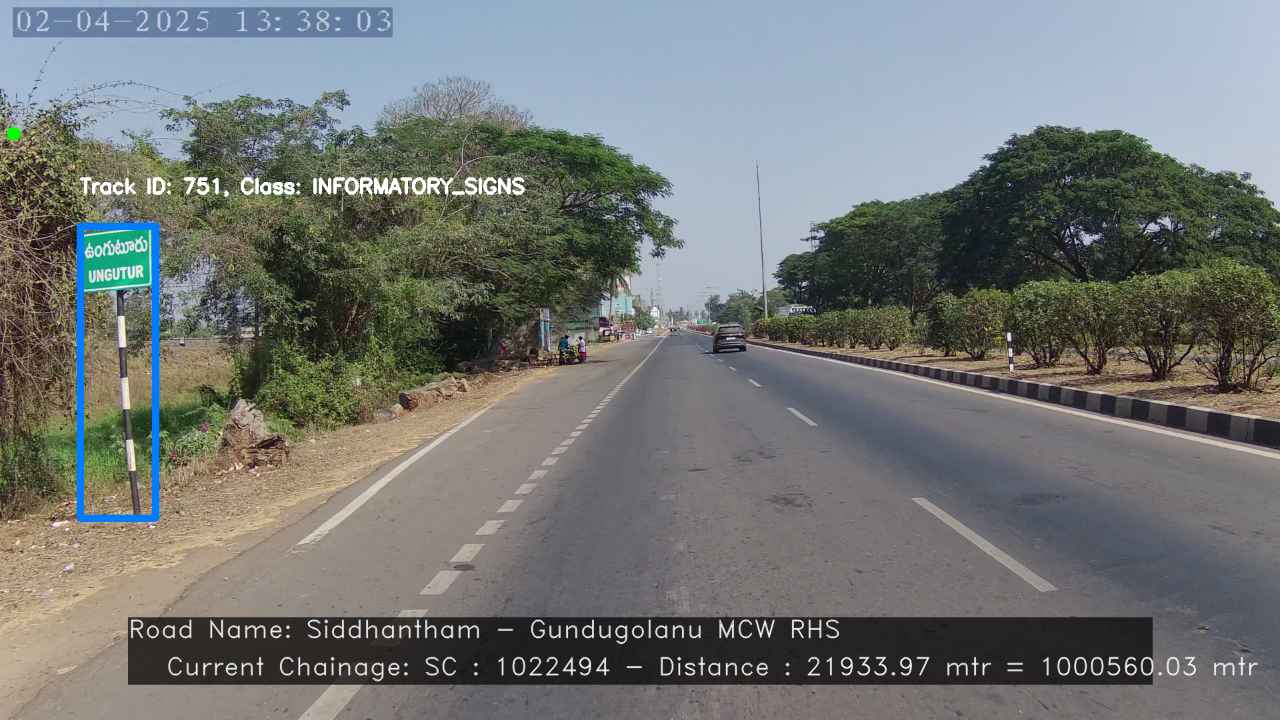 02-04-2025 13:38:03
Track ID: 751, Class: INFORMATORY_SIGNS
ఉంగుటూరు
UNGUTUR
Road Name: Siddhantham - Gundugolanu MCW RHS
Current Chainage: SC : 1022494 - Distance : 21933.97 mtr = 1000560.03 mtr